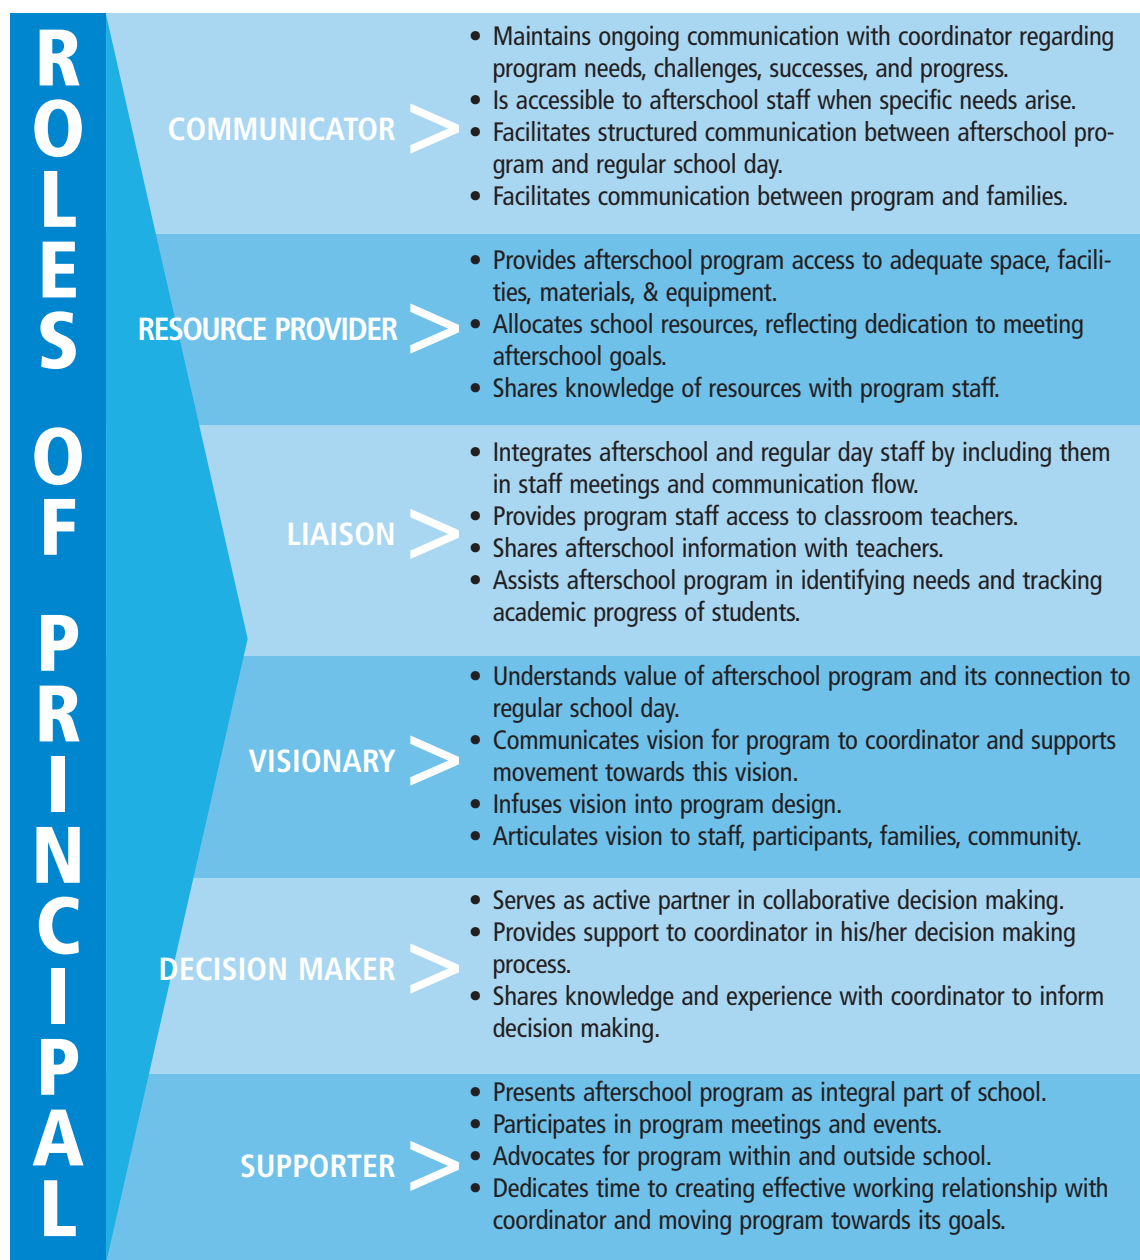 ROLES OF PRINCIPAL
COMMUNICATOR >
• Maintains ongoing communication with coordinator regarding
program needs, challenges, successes, and progress.
• Is accessible to afterschool staff when specific needs arise.
• Facilitates structured communication between afterschool pro-
gram and regular school day.
• Facilitates communication between program and families.
RESOURCE PROVIDER >
• Provides afterschool program access to adequate space, facili-
ties, materials, & equipment.
• Allocates school resources, reflecting dedication to meeting
afterschool goals.
• Shares knowledge of resources with program staff.
LIAISON >
• Integrates afterschool and regular day staff by including them
in staff meetings and communication flow.
• Provides program staff access to classroom teachers.
• Shares afterschool information with teachers.
• Assists afterschool program in identifying needs and tracking
academic progress of students.
VISIONARY >
• Understands value of afterschool program and its connection to
regular school day.
• Communicates vision for program to coordinator and supports
movement towards this vision.
• Infuses vision into program design.
• Articulates vision to staff, participants, families, community.
DECISION MAKER >
• Serves as active partner in collaborative decision making.
• Provides support to coordinator in his/her decision making
process.
• Shares knowledge and experience with coordinator to inform
decision making.
SUPPORTER >
• Presents afterschool program as integral part of school.
• Participates in program meetings and events.
• Advocates for program within and outside school.
• Dedicates time to creating effective working relationship with
coordinator and moving program towards its goals.